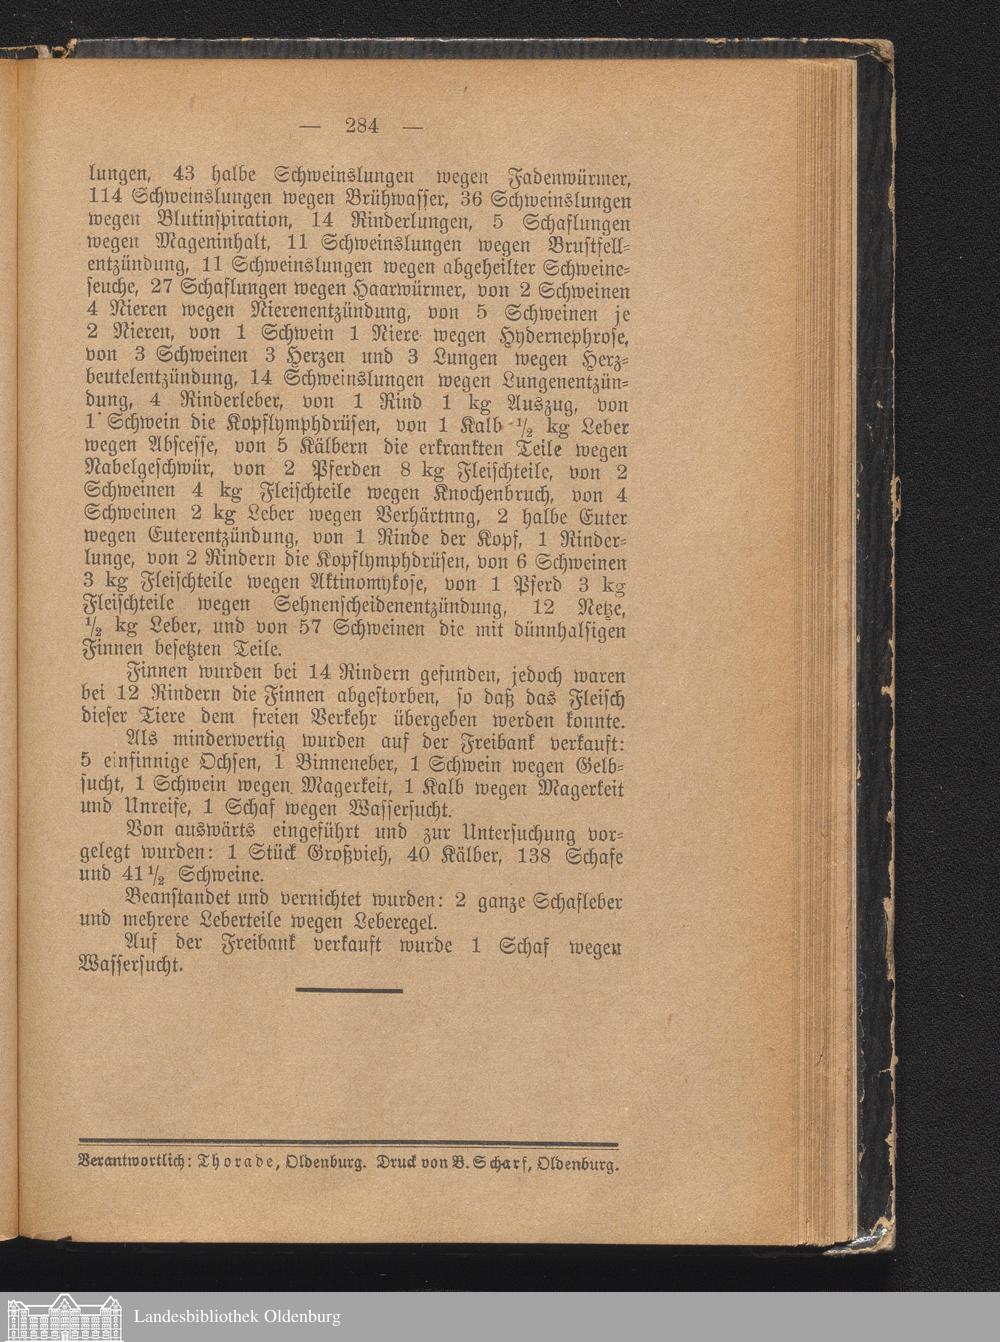 — 284 —
lungen, 43 halbe Schweinslungen wegen Fadenwürmer,
114 Schweinslungen wegen Brühwasser, 36 Schweinslungen
wegen Blutinspiration, 14 Rinderlungen, 5 Schaflungen
wegen Mageninhalt, 11 Schweinslungen wegen Brustfell-
entzündung, 11 Schweinslungen wegen abgeheilter Schweine-
seuche, 27 Schaflungen wegen Haarwürmer, von 2 Schweinen
4 Nieren wegen Nierenentzündung, von 5 Schweinen je
2 Nieren, von 1 Schwein 1 Niere wegen Hydernephrose,
von 3 Schweinen 3 Herzen und 3 Lungen wegen Herz-
beutelentzündung, 14 Schweinslungen wegen Lungenentzün-
dung, 4 Rinderleber, von 1 Rind 1 kg Auszug, von
1 Schwein die Kopflymphdrüsen, von 1 Kalb 1/2 kg Leber
wegen Abscesse, von 5 Kälbern die erkrankten Teile wegen
Nabelgeschwür, von 2 Pferden 8 kg Fleischteile, von 2
Schweinen 4 kg Fleischteile wegen Knochenbruch, von 4
Schweinen 2 kg Leber wegen Verhärtnng, 2 halbe Euter
wegen Euterentzündung, von 1 Rinde der Kopf, 1 Rinder-
lunge, von 2 Rindern die Kopflymphdrüsen, von 6 Schweinen
3 kg Fleischteile wegen Aktinomykose, von 1 Pferd 3 kg
Fleischteile wegen Sehnenscheidenentzündung, 12 Netze,
1/2 kg Leber, und von 57 Schweinen die mit dünnhalsigen
Finnen besetzten Teile.
Finnen wurden bei 14 Rindern gefunden, jedoch waren
bei 12 Rindern die Finnen abgestorben, so daß das Fleisch
dieser Tiere dem freien Verkehr übergeben werden konnte.
Als minderwertig wurden auf der Freibank verkauft:
5 einfinnige Ochsen, 1 Binneneber, 1 Schwein wegen Gelb-
sucht, 1 Schwein wegen Magerkeit, 1 Kalb wegen Magerkeit
und Unreife, 1 Schaf wegen Wassersucht.
Von auswärts eingeführt und zur Untersuchung vor-
gelegt wurden: 1 Stück Großvieh, 40 Kälber, 138 Schafe
und 41 1/2 Schweine.
Beanstandet und vernichtet wurden: 2 ganze Schafleber
und mehrere Leberteile wegen Leberegel.
Auf der Freibank verkauft wurde 1 Schaf wegen
Wassersucht.
Verantwortlich: Thorade, Oldenburg. Druck von B. Scharf, Oldenburg.
Landesbibliothek Oldenburg